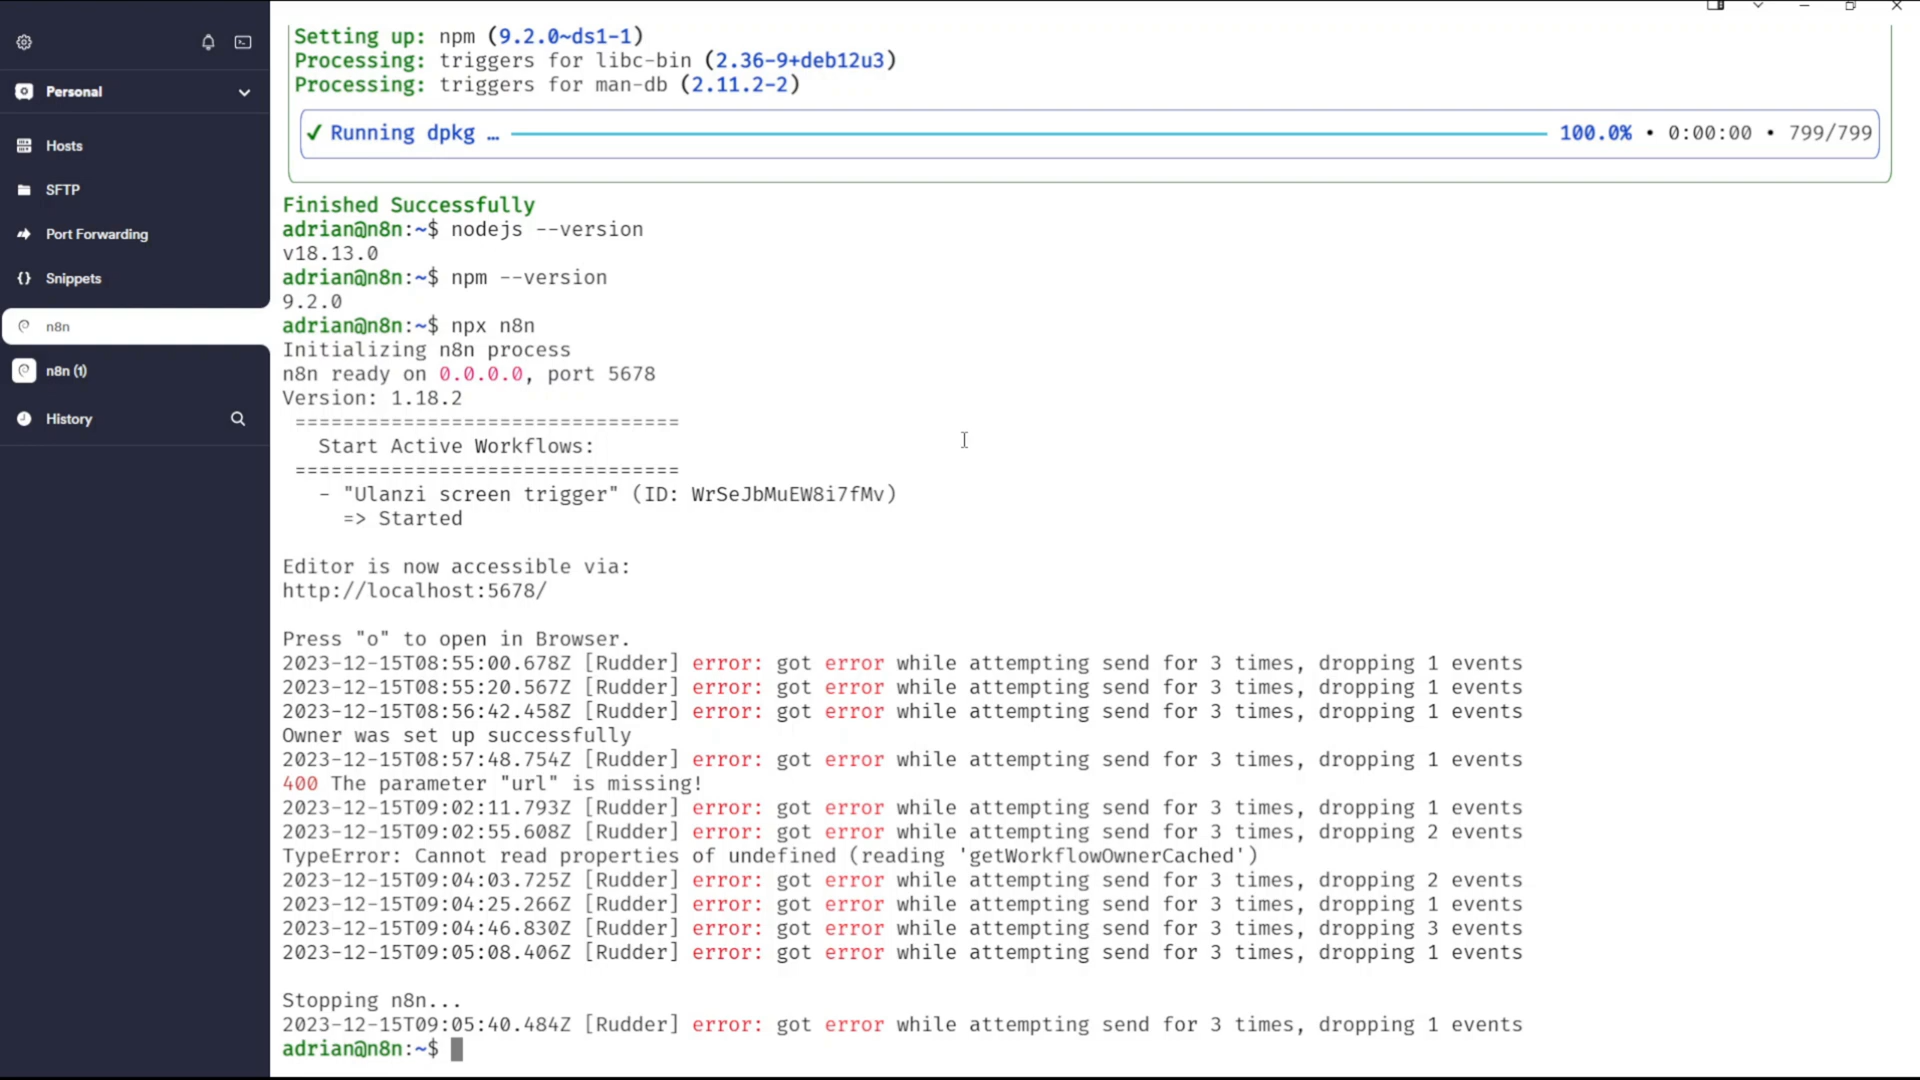 Personal
Hosts
SFTP
Port Forwarding
Snippets
n8n
n8n (1)
History
Setting up: npm (9.2.0~ds1-1)
Processing: triggers for libc-bin (2.36-9+deb12u3)
Processing: triggers for man-db (2.11.2-2)
✓ Running dpkg … 100.0% • 0:00:00 • 799/799
Finished Successfully
adrian@n8n:~$ nodejs --version
v18.13.0
adrian@n8n:~$ npm --version
9.2.0
adrian@n8n:~$ npx n8n
Initializing n8n process
n8n ready on 0.0.0.0, port 5678
Version: 1.18.2
================================
Start Active Workflows:
================================
- "Ulanzi screen trigger" (ID: WrSeJbMuEW8i7fMv)
=> Started
Editor is now accessible via:
http://localhost:5678/
Press "o" to open in Browser.
2023-12-15T08:55:00.678Z [Rudder] error: got error while attempting send for 3 times, dropping 1 events
2023-12-15T08:55:20.567Z [Rudder] error: got error while attempting send for 3 times, dropping 1 events
2023-12-15T08:56:42.458Z [Rudder] error: got error while attempting send for 3 times, dropping 1 events
Owner was set up successfully
2023-12-15T08:57:48.754Z [Rudder] error: got error while attempting send for 3 times, dropping 1 events
400 The parameter "url" is missing!
2023-12-15T09:02:11.793Z [Rudder] error: got error while attempting send for 3 times, dropping 1 events
2023-12-15T09:02:55.608Z [Rudder] error: got error while attempting send for 3 times, dropping 2 events
TypeError: Cannot read properties of undefined (reading 'getWorkflowOwnerCached')
2023-12-15T09:04:03.725Z [Rudder] error: got error while attempting send for 3 times, dropping 2 events
2023-12-15T09:04:25.266Z [Rudder] error: got error while attempting send for 3 times, dropping 1 events
2023-12-15T09:04:46.830Z [Rudder] error: got error while attempting send for 3 times, dropping 3 events
2023-12-15T09:05:08.406Z [Rudder] error: got error while attempting send for 3 times, dropping 1 events
Stopping n8n...
2023-12-15T09:05:40.484Z [Rudder] error: got error while attempting send for 3 times, dropping 1 events
adrian@n8n:~$